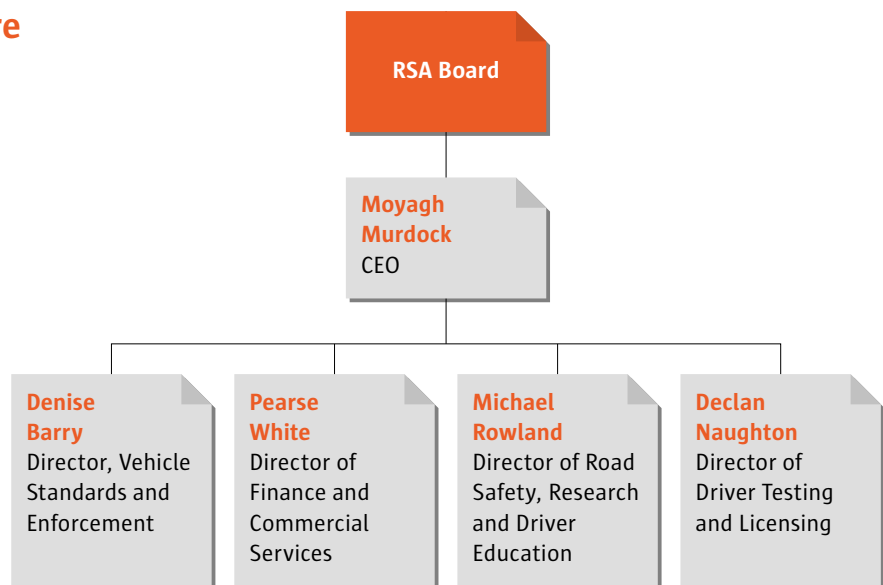 re
RSA Board
Moyagh
Murdock
CEO
Denise
Barry
Director, Vehicle
Standards and
Enforcement
Pearse
White
Director of
Finance and
Commercial
Services
Michael
Rowland
Director of Road
Safety, Research
and Driver
Education
Declan
Naughton
Director of
Driver Testing
and Licensing